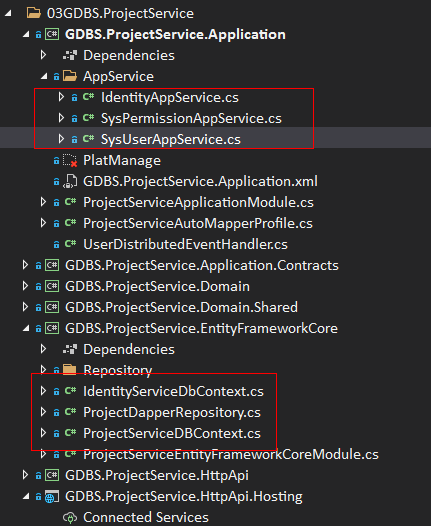 03GDBS.ProjectService
C# GDBS.ProjectService.Application
Dependencies
AppService
C# IdentityAppService.cs
C# SysPermissionAppService.cs
C# SysUserAppService.cs
PlatManage
GDBS.ProjectService.Application.xml
C# ProjectServiceApplicationModule.cs
C# ProjectServiceAutoMapperProfile.cs
C# UserDistributedEventHandler.cs
C# GDBS.ProjectService.Application.Contracts
C# GDBS.ProjectService.Domain
C# GDBS.ProjectService.Domain.Shared
C# GDBS.ProjectService.EntityFrameworkCore
Dependencies
Repository
C# IdentityServiceDbContext.cs
C# ProjectDapperRepository.cs
C# ProjectServiceDBContext.cs
C# ProjectServiceEntityFrameworkCoreModule.cs
C# GDBS.ProjectService.HttpApi
GDBS.ProjectService.HttpApi.Hosting
Connected Services